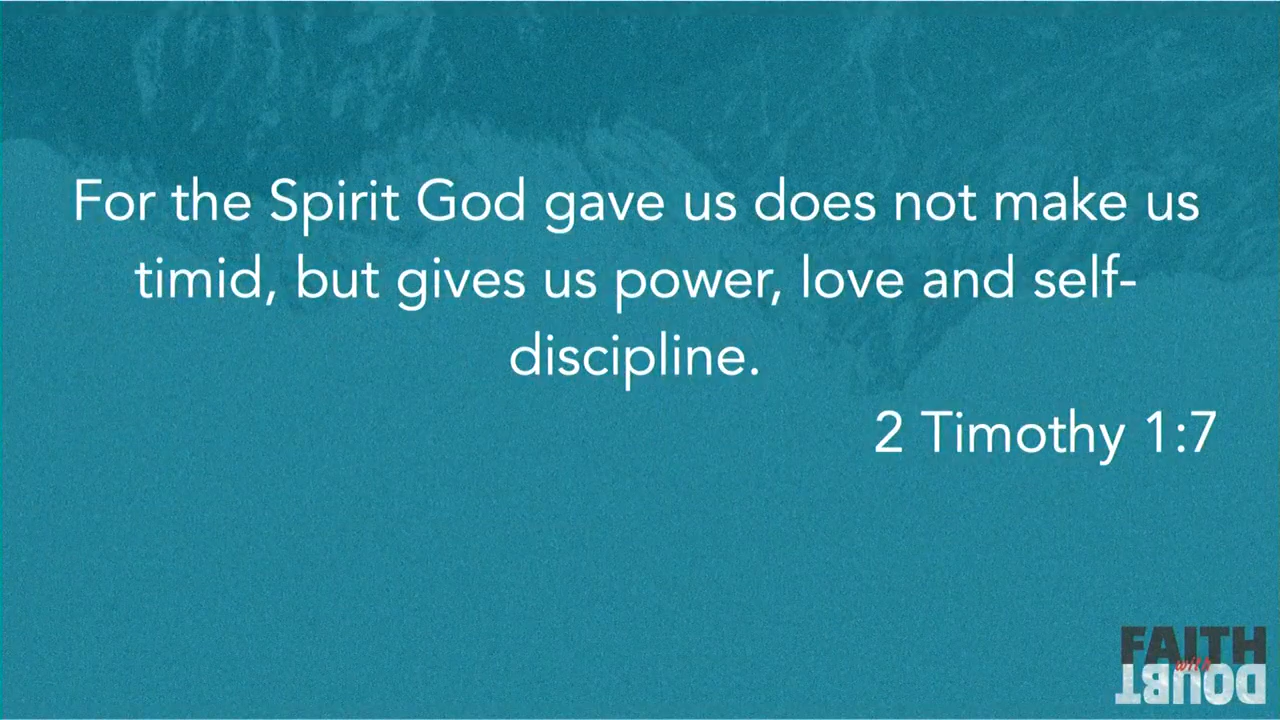 For the Spirit God gave us does not make us
timid, but gives us power, love and self-
discipline.
2 Timothy 1:7
FAITH
with
DOUBT